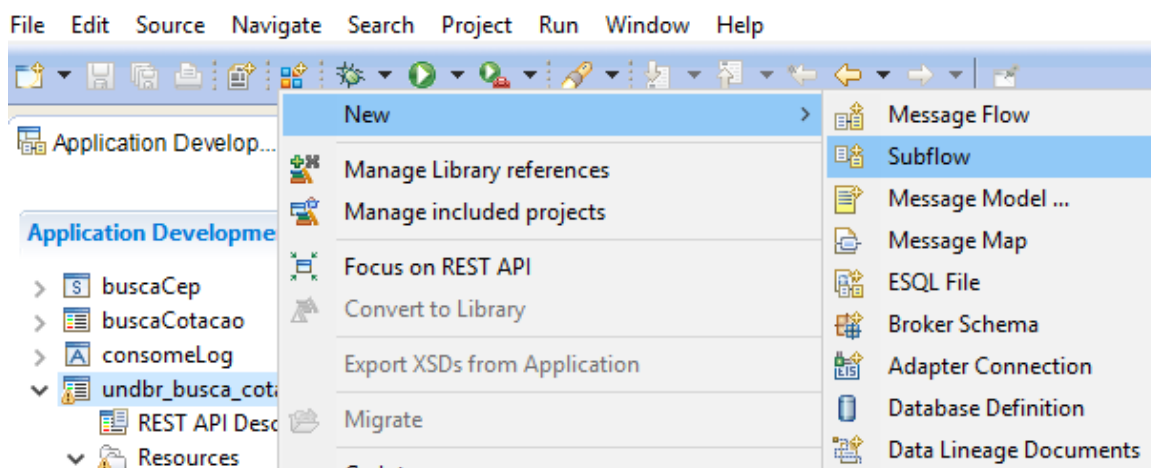 File Edit Source Navigate Search Project Run Window Help
Application Develop...
Application Developme
buscaCep
buscaCotacao
consomeLog
undbr_busca_cota
REST API Desc
Resources
New
Manage Library references
Manage included projects
Focus on REST API
Convert to Library
Export XSDs from Application
Migrate
Message Flow
Subflow
Message Model ...
Message Map
ESQL File
Broker Schema
Adapter Connection
Database Definition
Data Lineage Documents